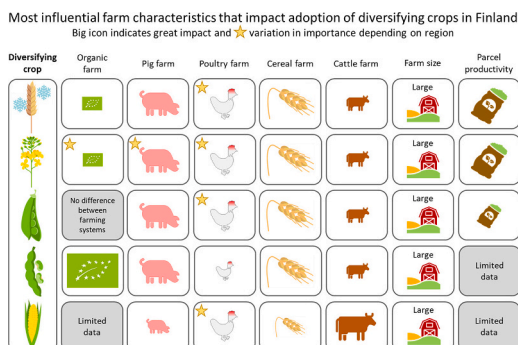 Most influential farm characteristics that impact adoption of diversifying crops in Finland
Big icon indicates great impact and variation in importance depending on region
Diversifying crop
Organic farm
Pig farm
Poultry farm
Cereal farm
Cattle farm
Farm size
Parcel productivity
Large
Large
No difference between farming systems
Large
Large
Limited data
Limited data
Large
Limited data